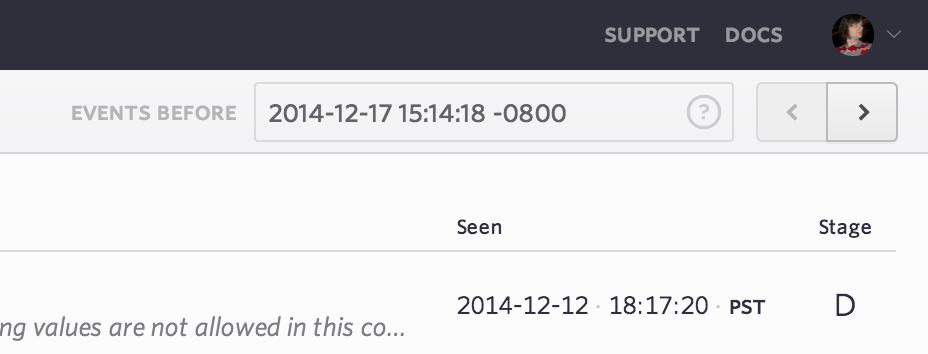 SUPPORT DOCS
EVENTS BEFORE 2014-12-17 15:14:18 -0800 ?
Seen Stage
2014-12-12 · 18:17:20 · PST D
ng values are not allowed in this co...